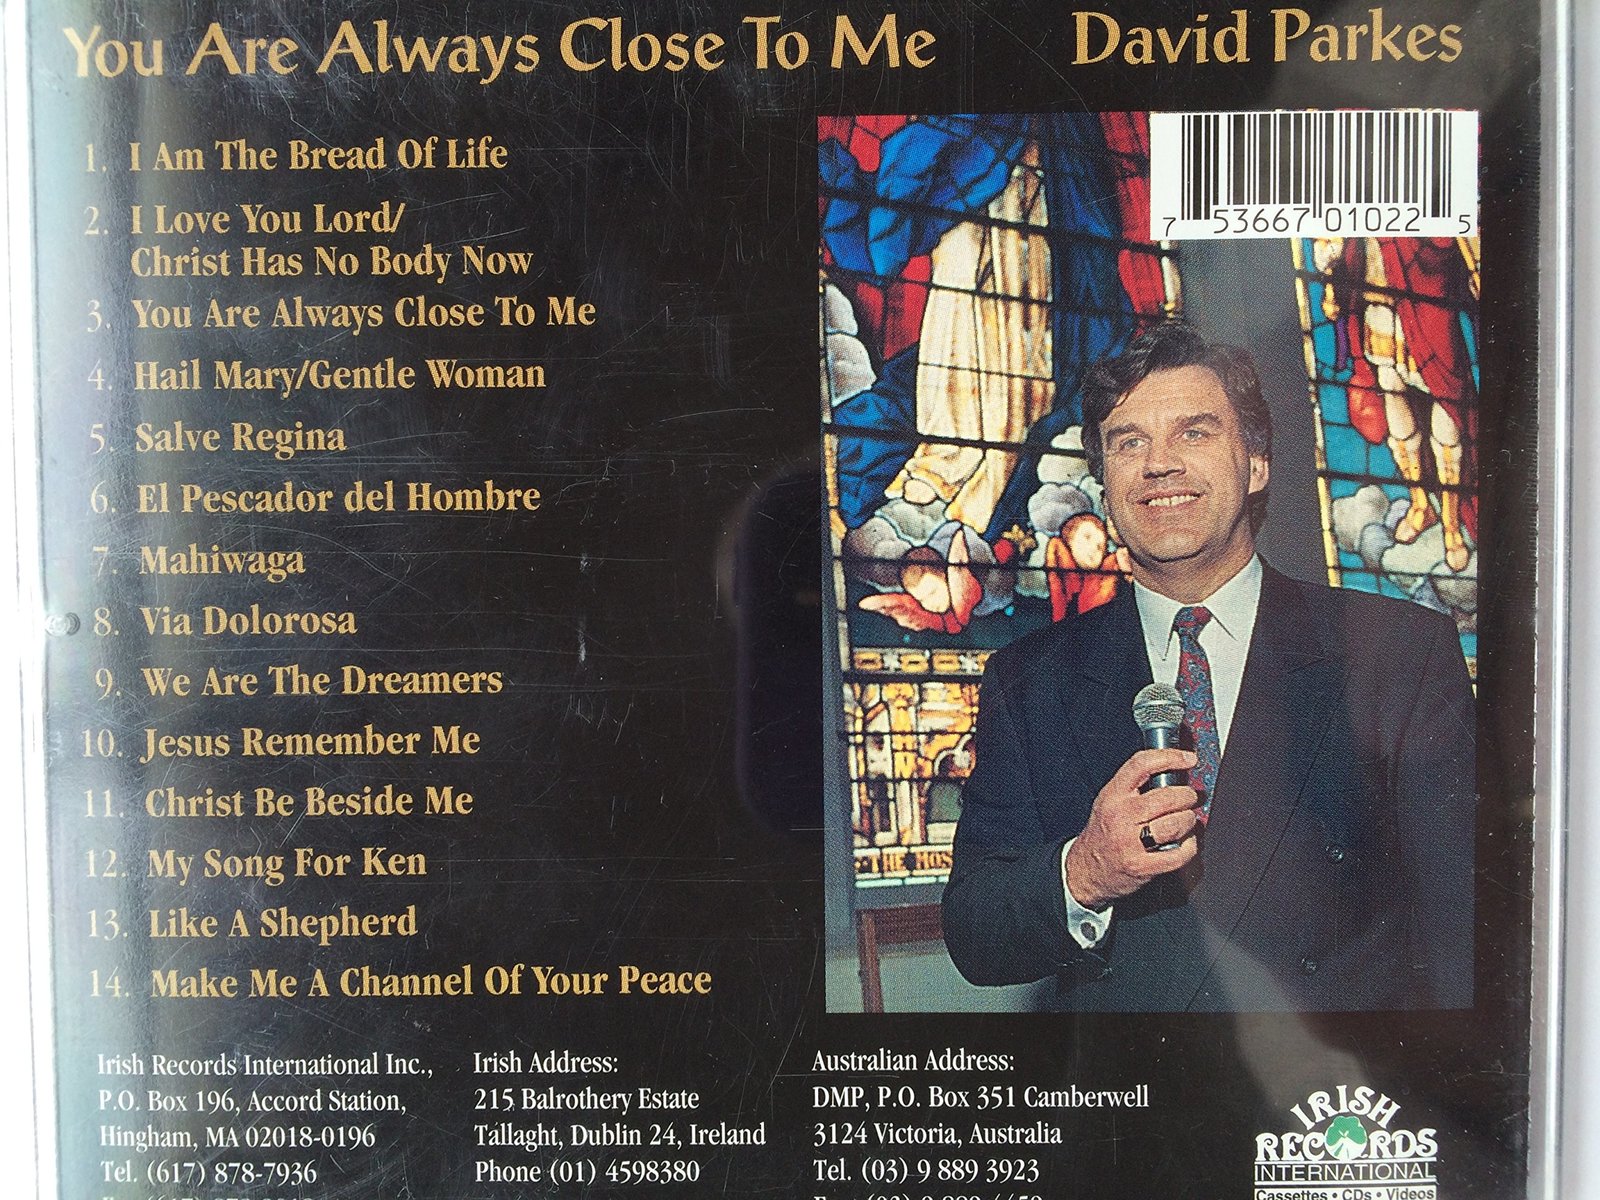 You Are Always Close To Me
David Parkes
7 53667 01022 5
1. I Am The Bread Of Life
2. I Love You Lord/
Christ Has No Body Now
3. You Are Always Close To Me
4. Hail Mary/Gentle Woman
5. Salve Regina
6. El Pescador del Hombre
7. Mahiwaga
8. Via Dolorosa
9. We Are The Dreamers
10. Jesus Remember Me
11. Christ Be Beside Me
12. My Song For Ken
13. Like A Shepherd
14. Make Me A Channel Of Your Peace
THE HOS
Irish Records International Inc.,
P.O. Box 196, Accord Station,
Hingham, MA 02018-0196
Tel. (617) 878-7936
Irish Address:
215 Balrothery Estate
Tallaght, Dublin 24, Ireland
Phone (01) 4598380
Australian Address:
DMP, P.O. Box 351 Camberwell
3124 Victoria, Australia
Tel. (03) 9 889 3923
IRISH
RECORDS
INTERNATIONAL
Cassettes • CDs • Videos